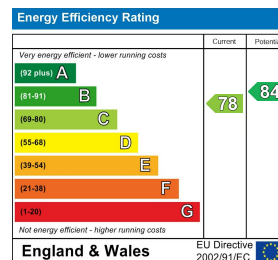 Energy Efficiency Rating
Current Potentia
Very energy efficient - lower running costs
(92 plus) A
(81-91) B
84
(69-80) C
78
(55-68) D
(39-54) E
(21-38) F
(1-20) G
Not energy efficient - higher running costs
England & Wales
EU Directive
2002/91/EC